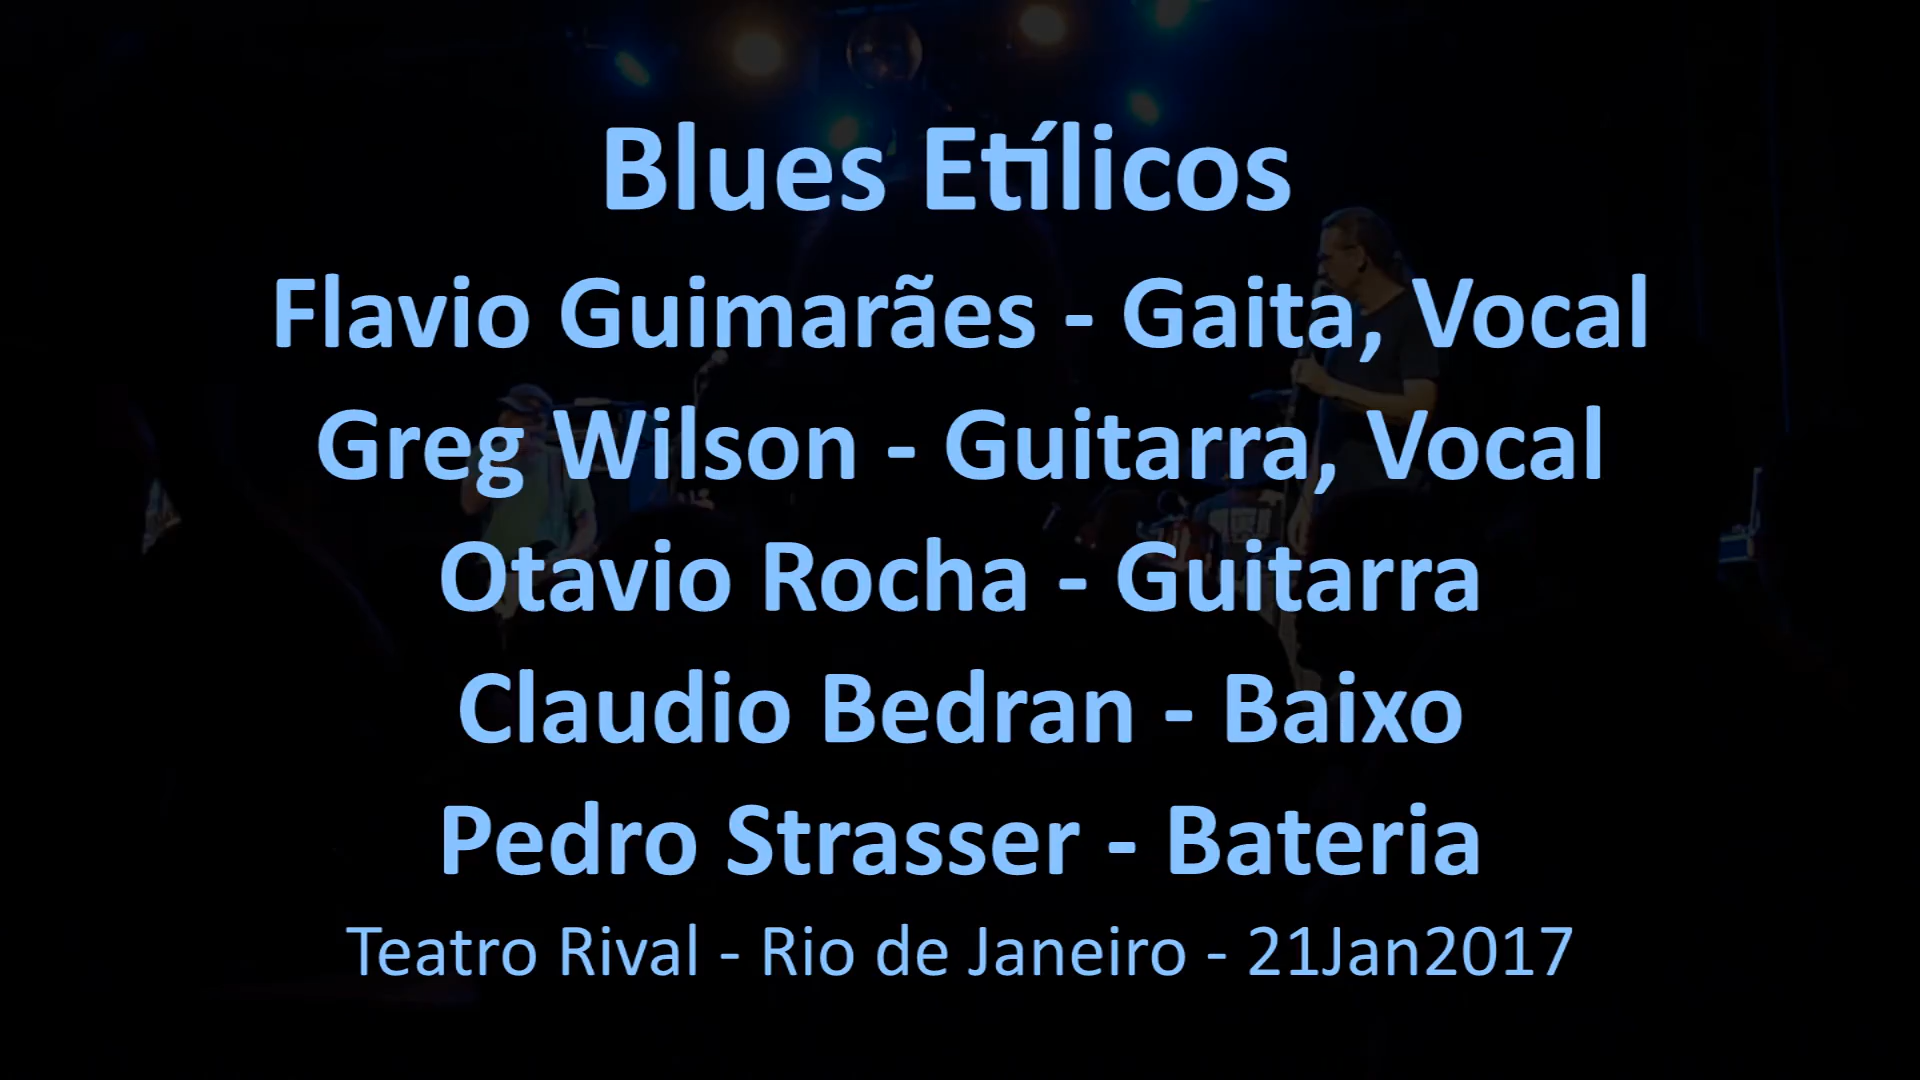 Blues Etílicos
Flavio Guimarães - Gaita, Vocal
Greg Wilson - Guitarra, Vocal
Otavio Rocha - Guitarra
Claudio Bedran - Baixo
Pedro Strasser - Bateria
Teatro Rival - Rio de Janeiro - 21Jan2017